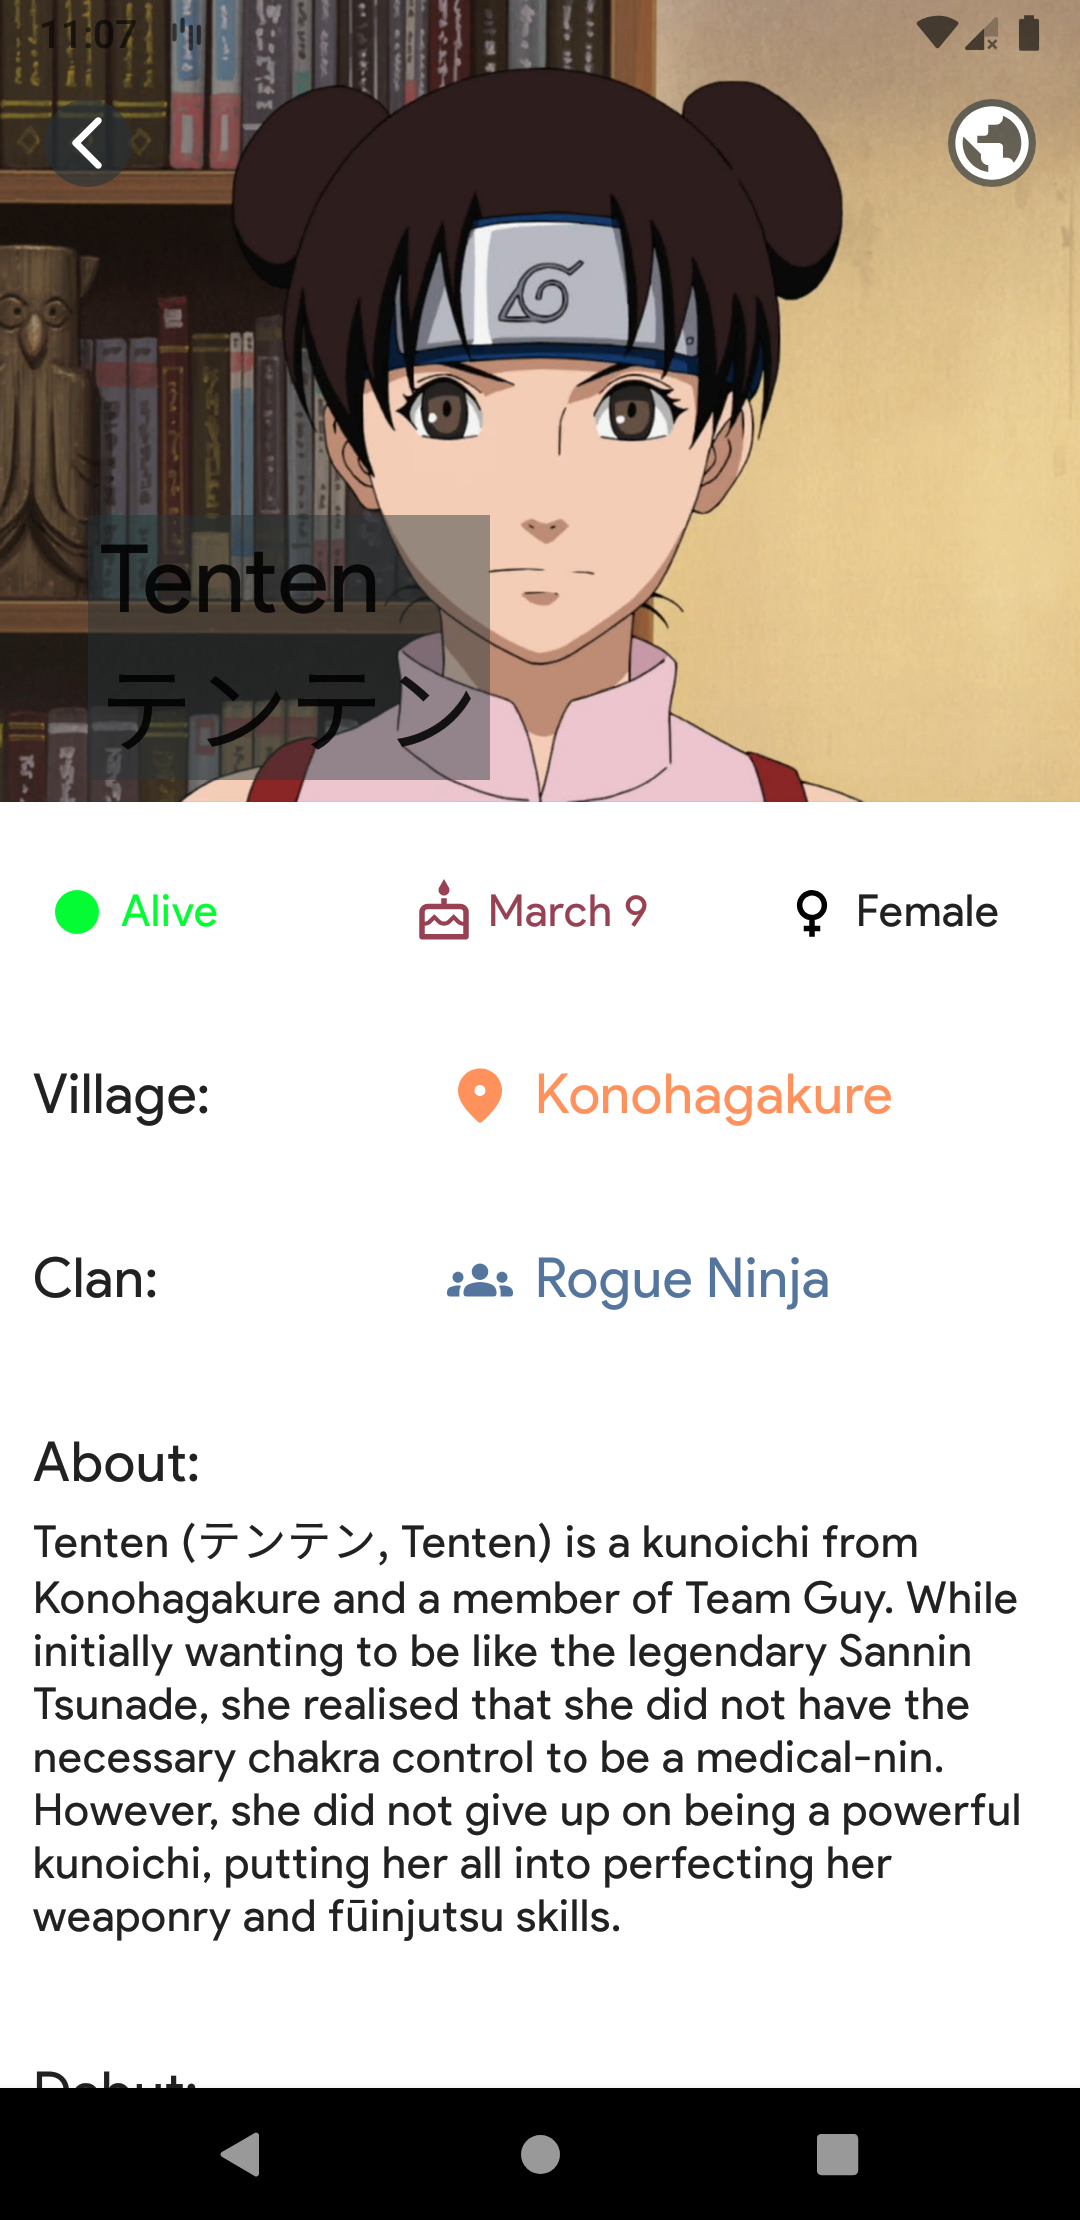 11:07
Tenten
テンテン
Alive
March 9
Female
Village:
Konohagakure
Clan:
Rogue Ninja
About:
Tenten (テンテン, Tenten) is a kunoichi from
Konohagakure and a member of Team Guy. While
initially wanting to be like the legendary Sannin
Tsunade, she realised that she did not have the
necessary chakra control to be a medical-nin.
However, she did not give up on being a powerful
kunoichi, putting her all into perfecting her
weaponry and fūinjutsu skills.
Debut: